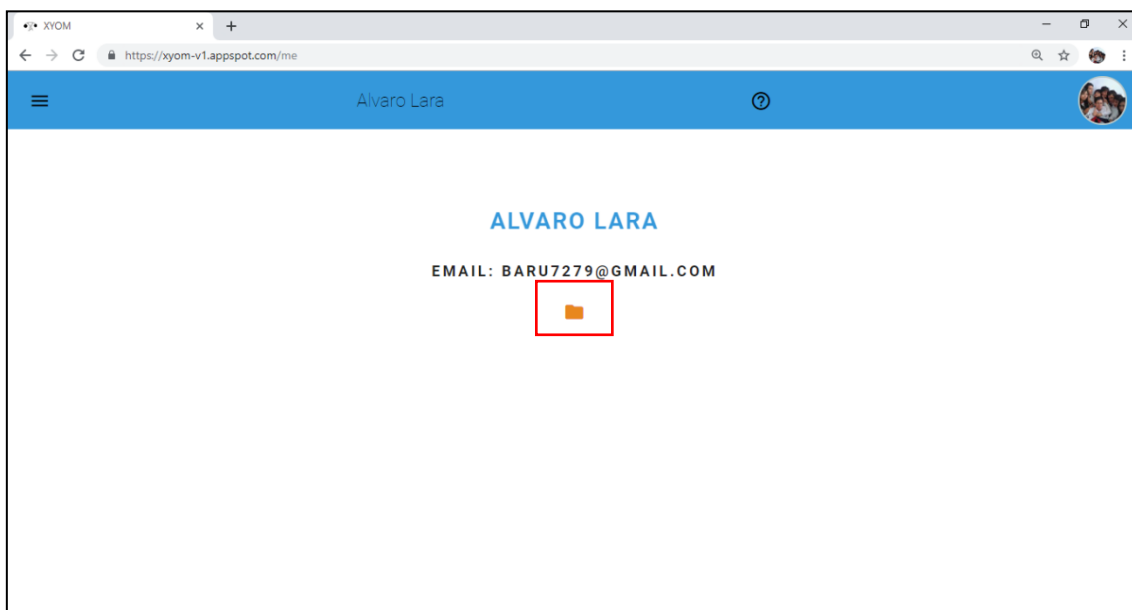 XYOM
https://xyom-v1.appspot.com/me
Alvaro Lara
ALVARO LARA
EMAIL: BARU7279@GMAIL.COM